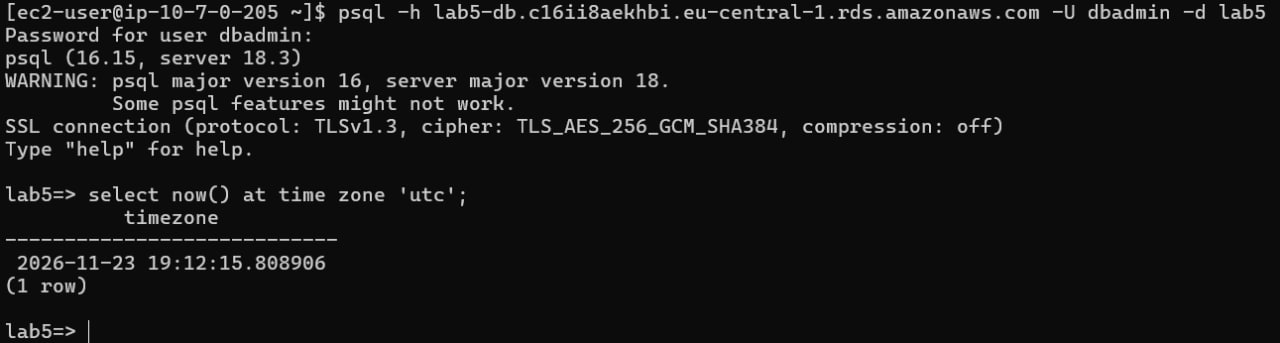 [ec2-user@ip-10-7-0-205 ~]$ psql -h lab5-db.c16ii8aekhbi.eu-central-1.rds.amazonaws.com -U dbadmin -d lab5
Password for user dbadmin:
psql (16.15, server 18.3)
WARNING: psql major version 16, server major version 18.
         Some psql features might not work.
SSL connection (protocol: TLSv1.3, cipher: TLS_AES_256_GCM_SHA384, compression: off)
Type "help" for help.
lab5=> select now() at time zone 'utc';
          timezone
----------------------------
 2026-11-23 19:12:15.808906
(1 row)
lab5=>